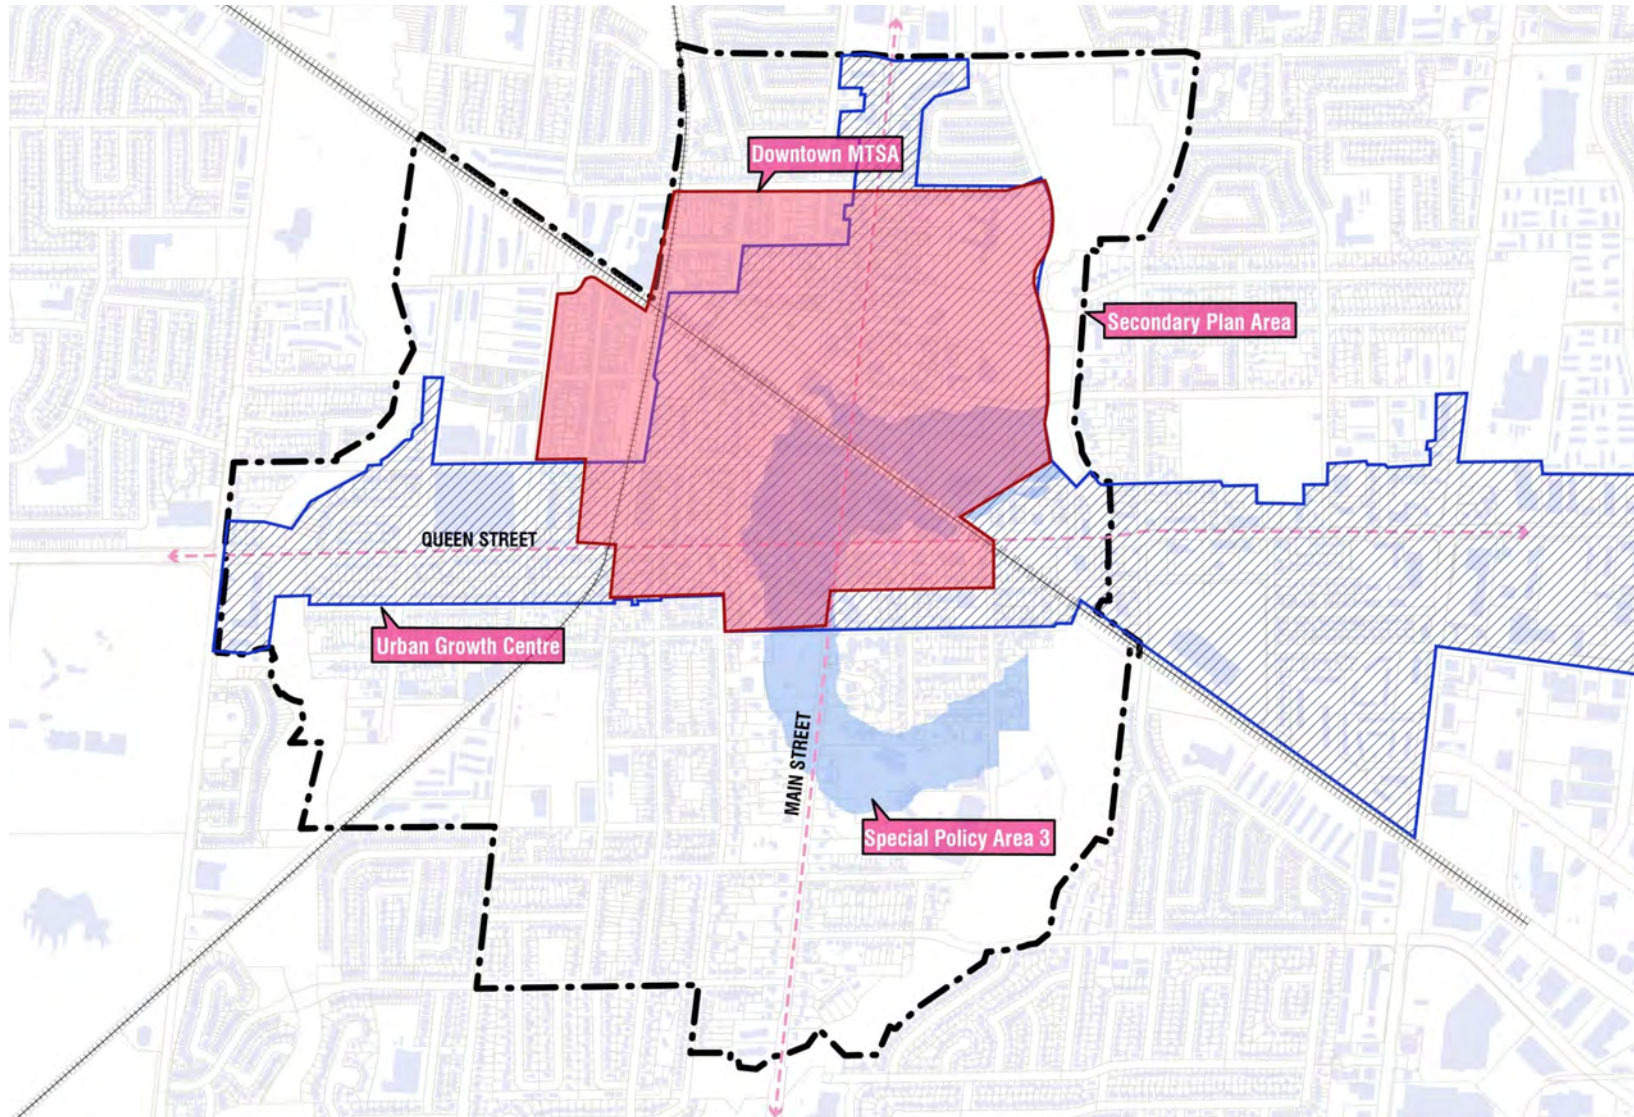 Downtown MTSA
Secondary Plan Area
QUEEN STREET
Urban Growth Centre
MAIN STREET
Special Policy Area 3